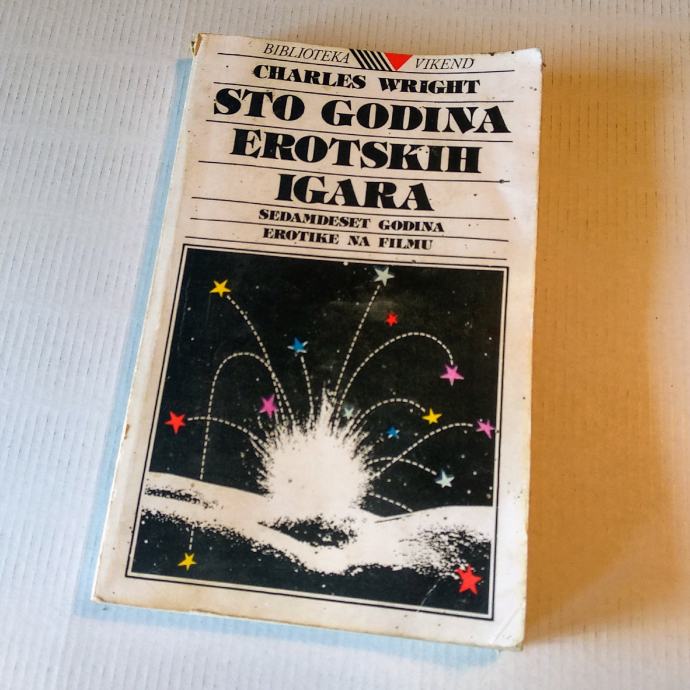 BIBLIOTEKA VIKEND
CHARLES WRIGHT
STO GODINA
EROTSKIH
IGARA
SEDAMDESET GODINA
EROTIKE NA FILMU